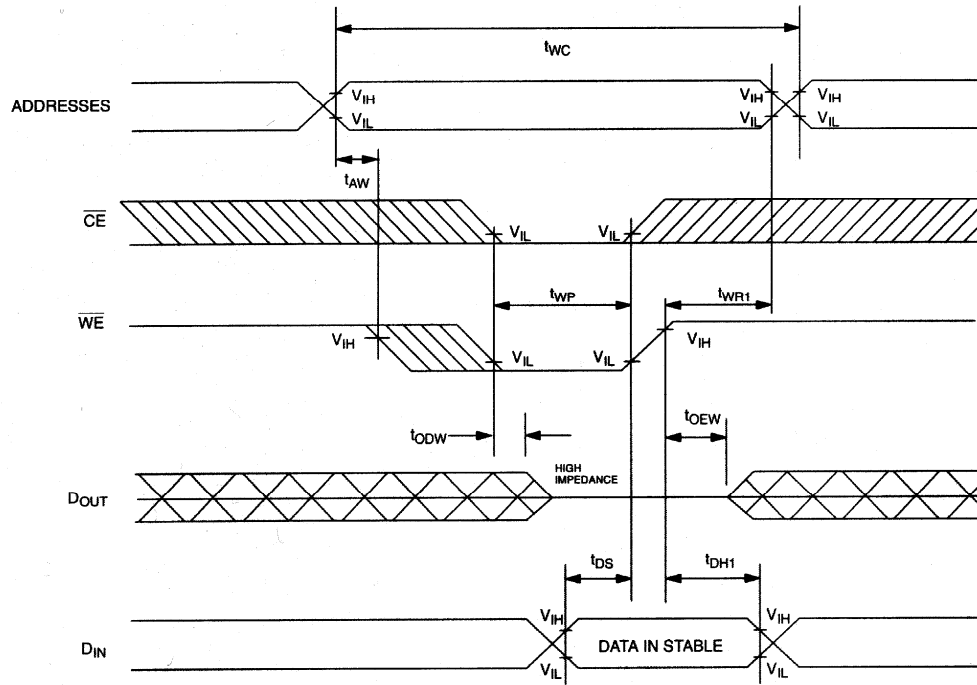 tWC
ADDRESSES
VIH
VIL
VIH
VIL
VIH
VIL
tAW
CE
VIL
VIL
tWP
tWR1
WE
VIH
VIL
VIL
VIH
tODW
tOEW
DOUT
HIGH
IMPEDANCE
tDS
tDH1
DIN
VIH
VIL
DATA IN STABLE
VIH
VIL